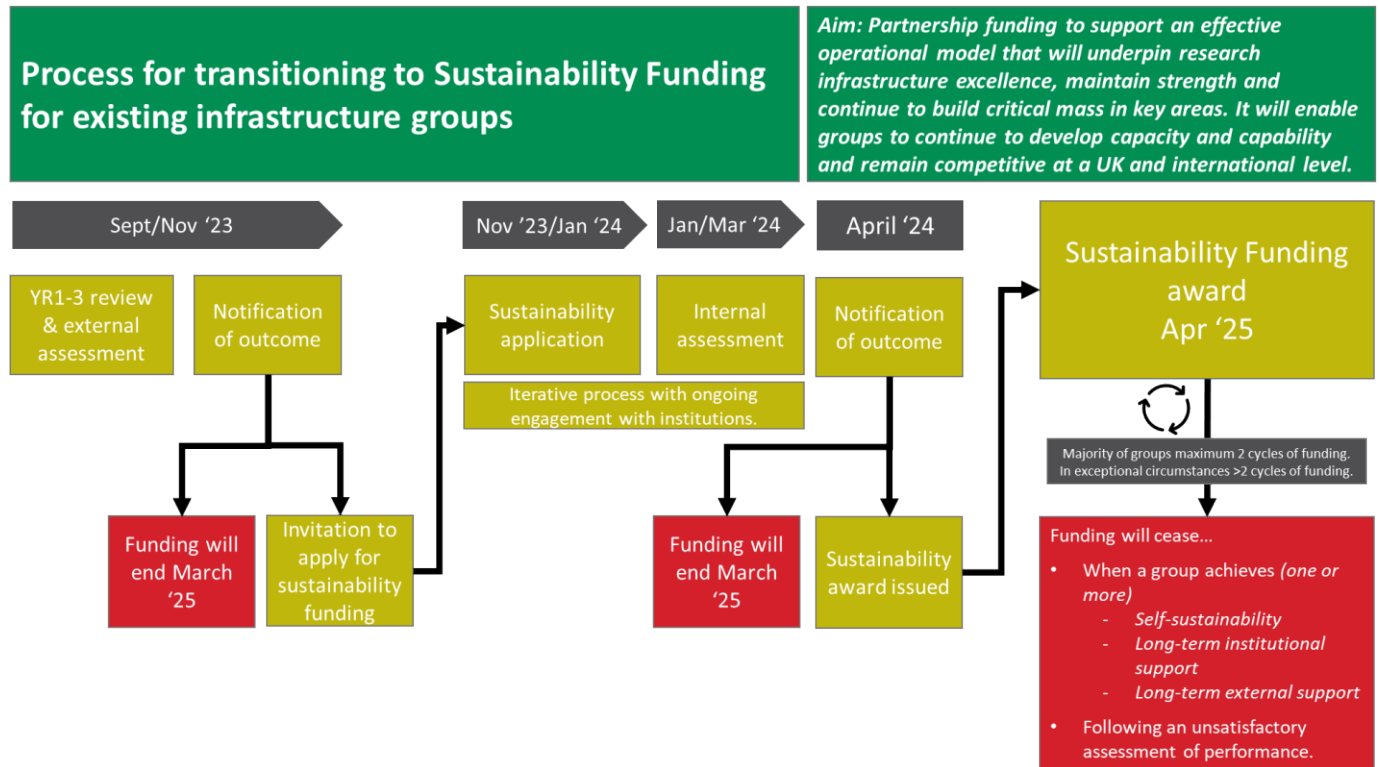 Process for transitioning to Sustainability Funding
for existing infrastructure groups
Aim: Partnership funding to support an effective
operational model that will underpin research
infrastructure excellence, maintain strength and
continue to build critical mass in key areas. It will enable
groups to continue to develop capacity and capability
and remain competitive at a UK and international level.
Sept/Nov ‘23
Nov ’23/Jan ‘24
Jan/Mar ‘24
April ‘24
YR1-3 review
& external
assessment
Notification
of outcome
Sustainability
application
Internal
assessment
Iterative process with ongoing
engagement with institutions.
Notification
of outcome
Sustainability Funding
award
Apr ‘25
Majority of groups maximum 2 cycles of funding.
In exceptional circumstances >2 cycles of funding.
Funding will
end March
‘25
Invitation to
apply for
sustainability
funding
Funding will
end March
‘25
Sustainability
award issued
Funding will cease…
• When a group achieves (one or
more)
- Self-sustainability
- Long-term institutional
support
- Long-term external support
• Following an unsatisfactory
assessment of performance.